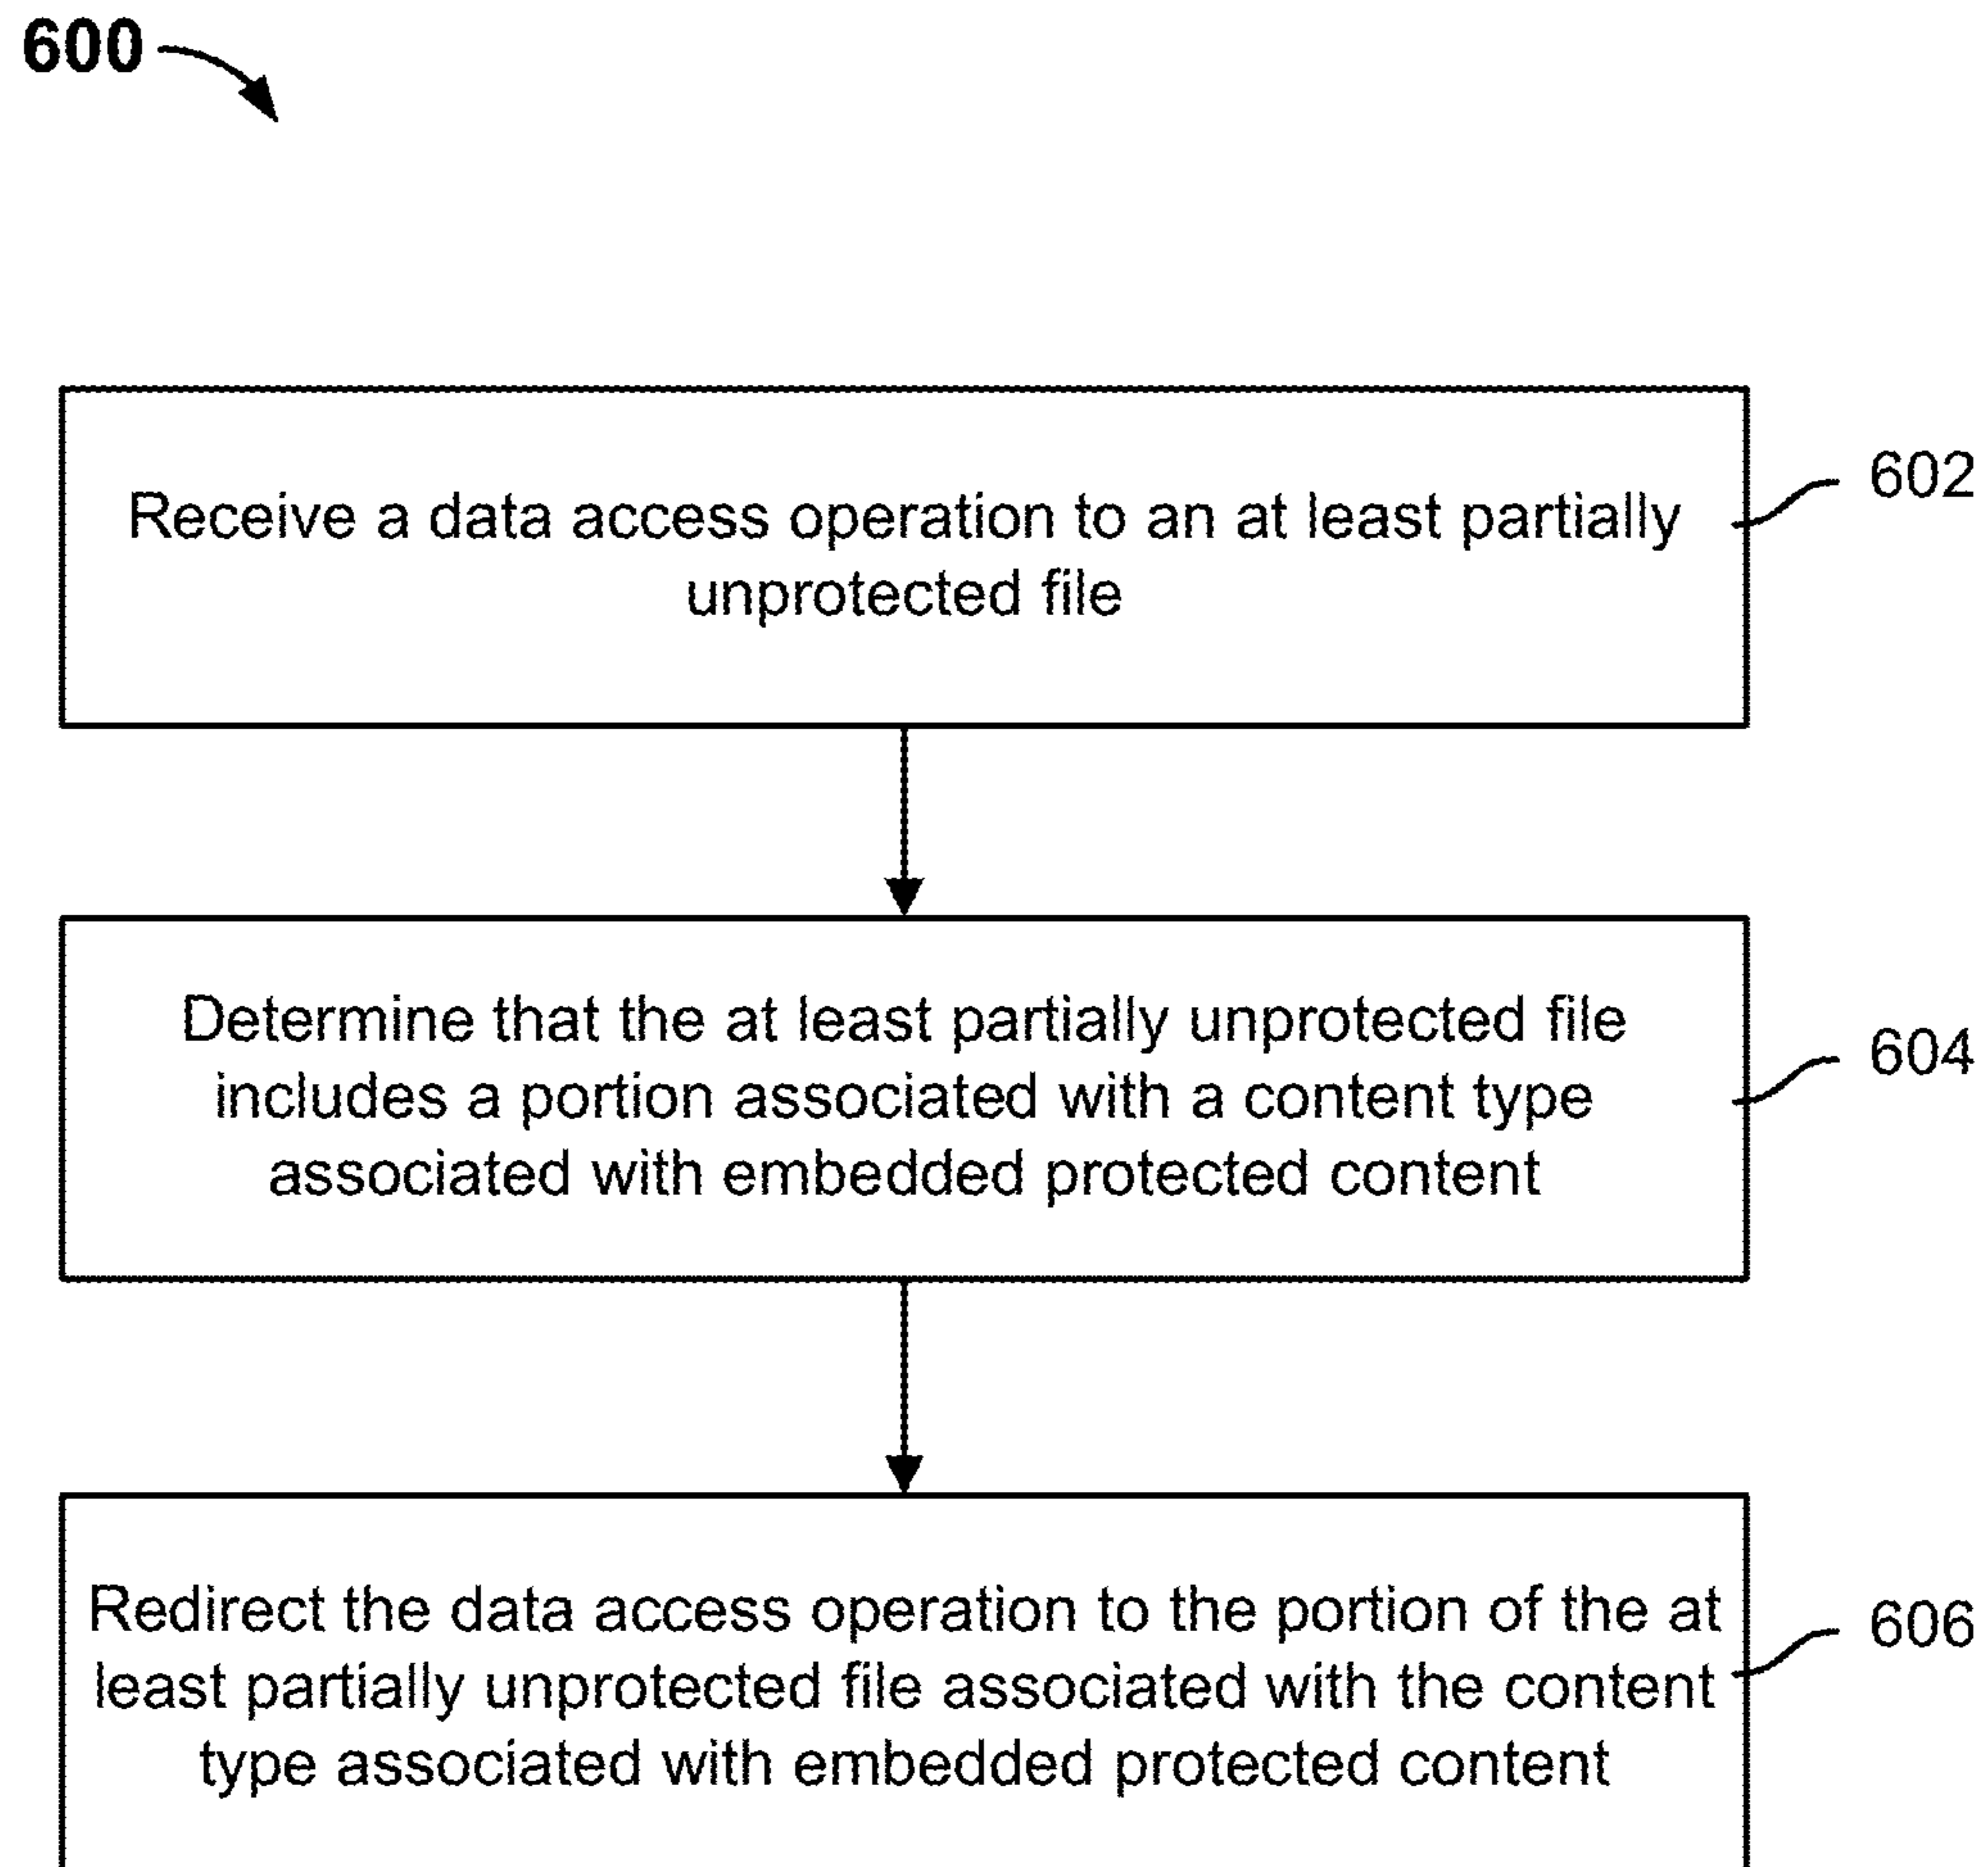 600
Receive a data access operation to an at least partially
unprotected file
602
Determine that the at least partially unprotected file
includes a portion associated with a content type
associated with embedded protected content
604
Redirect the data access operation to the portion of the at
least partially unprotected file associated with the content
type associated with embedded protected content
606